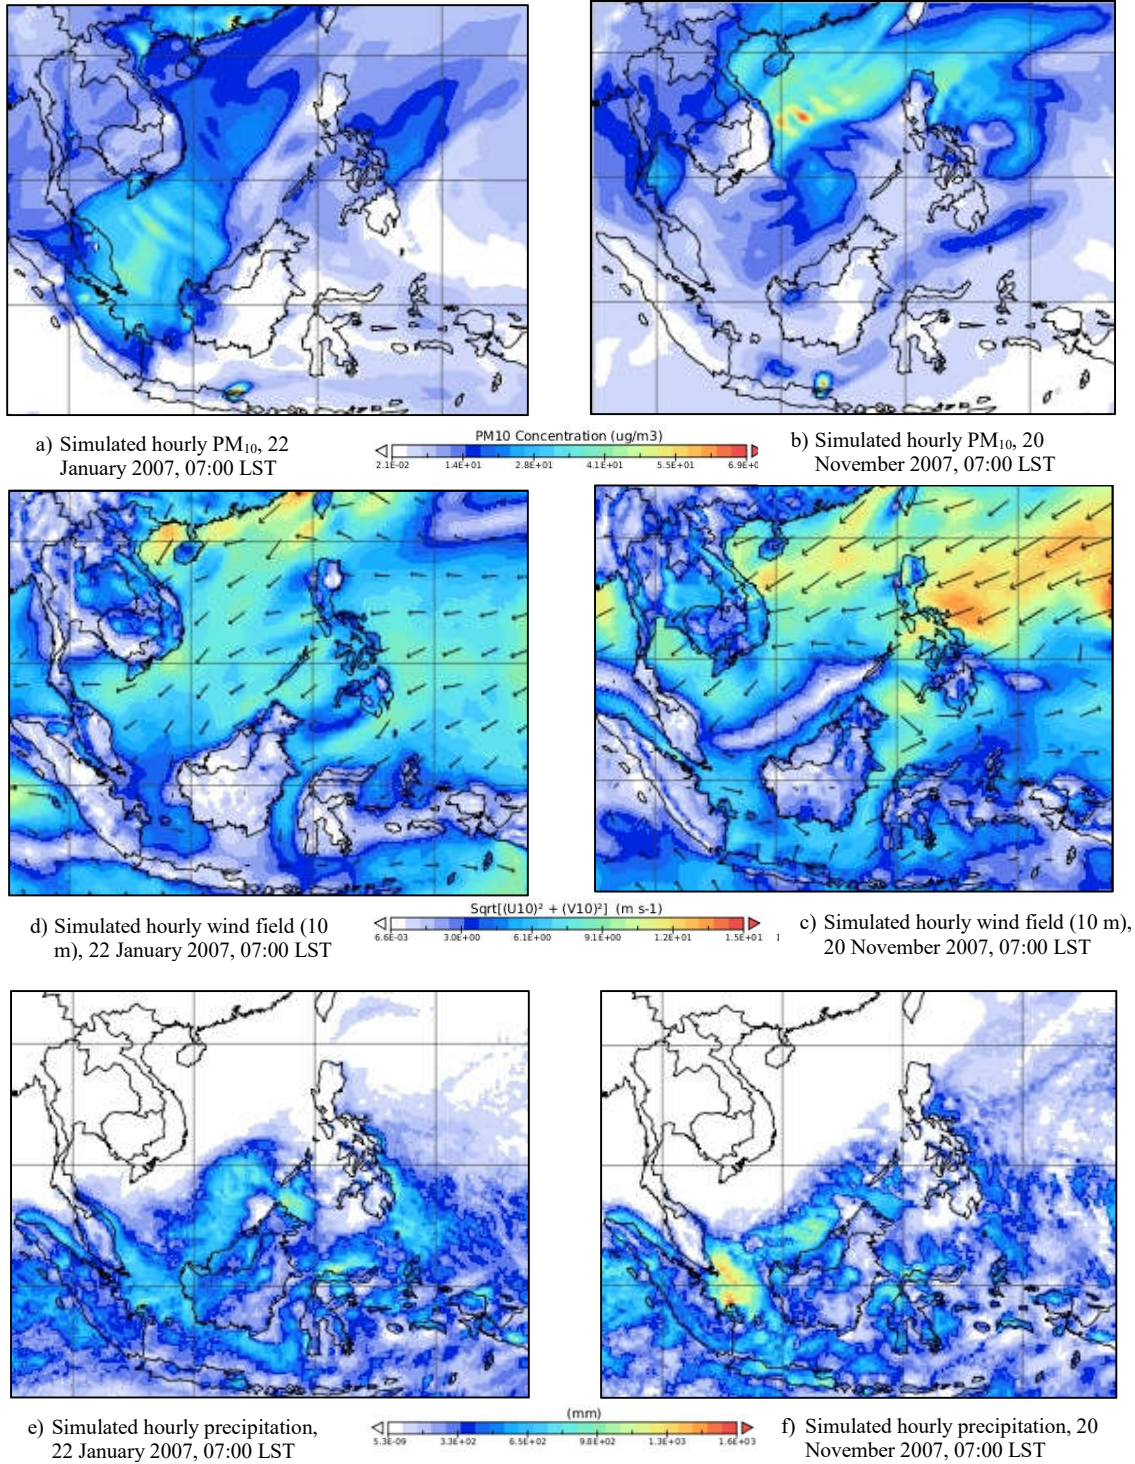 a) Simulated hourly PM₁₀, 22
January 2007, 07:00 LST
PM10 Concentration (ug/m3)
2.1E-02 1.4E+01 2.8E+01 4.1E+01 5.5E+01 6.9E+0
b) Simulated hourly PM₁₀, 20
November 2007, 07:00 LST
d) Simulated hourly wind field (10
m), 22 January 2007, 07:00 LST
Sqrt[(U10)² + (V10)²] (m s-1)
6.6E-03 3.0E+00 6.1E+00 9.1E+00 1.2E+01 1.5E+01 1
c) Simulated hourly wind field (10 m),
20 November 2007, 07:00 LST
e) Simulated hourly precipitation,
22 January 2007, 07:00 LST
(mm)
5.3E-09 3.3E+02 6.5E+02 9.8E+02 1.3E+03 1.6E+03
f) Simulated hourly precipitation, 20
November 2007, 07:00 LST